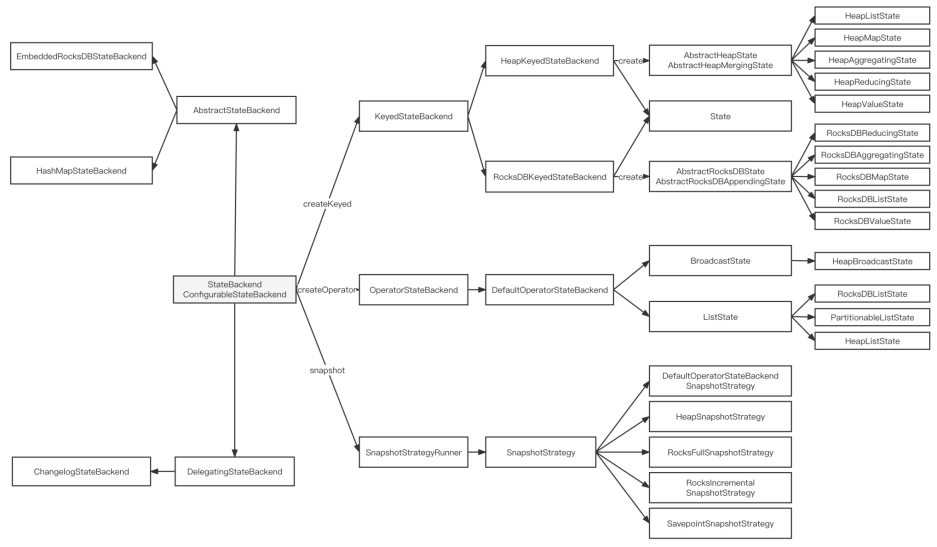 EmbeddedRocksDBStateBackend
AbstractStateBackend
HashMapStateBackend
StateBackend
ConfigurableStateBackend
ChangelogStateBackend
DelegatingStateBackend
createKeyed
createOperator
snapshot
KeyedStateBackend
HeapKeyedStateBackend
RocksDBKeyedStateBackend
create
create
AbstractHeapState
AbstractHeapMergingState
State
AbstractRocksDBState
AbstractRocksDBAppendingState
HeapListState
HeapMapState
HeapAggregatingState
HeapReducingState
HeapValueState
RocksDBReducingState
RocksDBAggregatingState
RocksDBMapState
RocksDBListState
RocksDBValueState
OperatorStateBackend
DefaultOperatorStateBackend
BroadcastState
HeapBroadcastState
ListState
RocksDBListState
PartitionableListState
HeapListState
SnapshotStrategyRunner
SnapshotStrategy
DefaultOperatorStateBackend
SnapshotStrategy
HeapSnapshotStrategy
RocksFullSnapshotStrategy
RocksIncremental
SnapshotStrategy
SavepointSnapshotStrategy